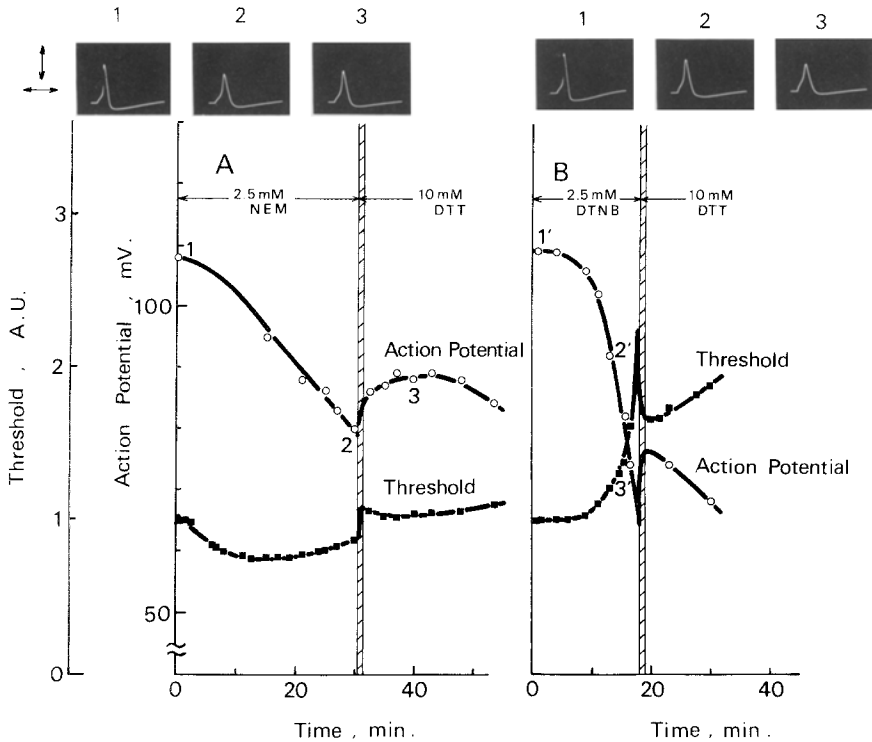 1 2 3 1 2 3
A B
2.5 mM 10 mM 2.5 mM 10 mM
NEM DTT DTNB DTT
3
1 1'
Threshold , A.U.
Action Potential , mV.
100
2
2'
Action Potential Threshold
3
2
3'
Action Potential
Threshold
1
50
0
0 20 40 0 20 40
Time , min. Time , min.